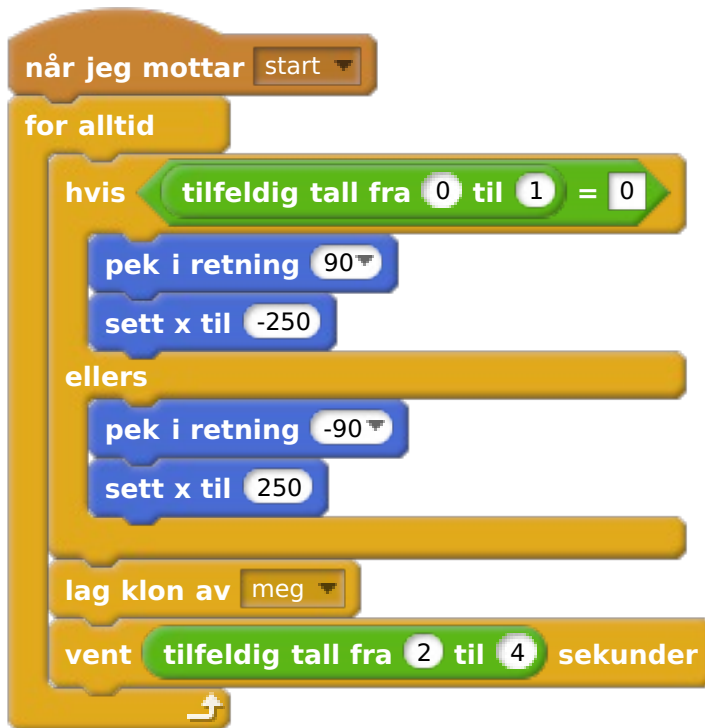 når jeg mottar start
for alltid
hvis tilfeldig tall fra 0 til 1 = 0
pek i retning 90
sett x til -250
ellers
pek i retning -90
sett x til 250
lag klon av meg
vent tilfeldig tall fra 2 til 4 sekunder